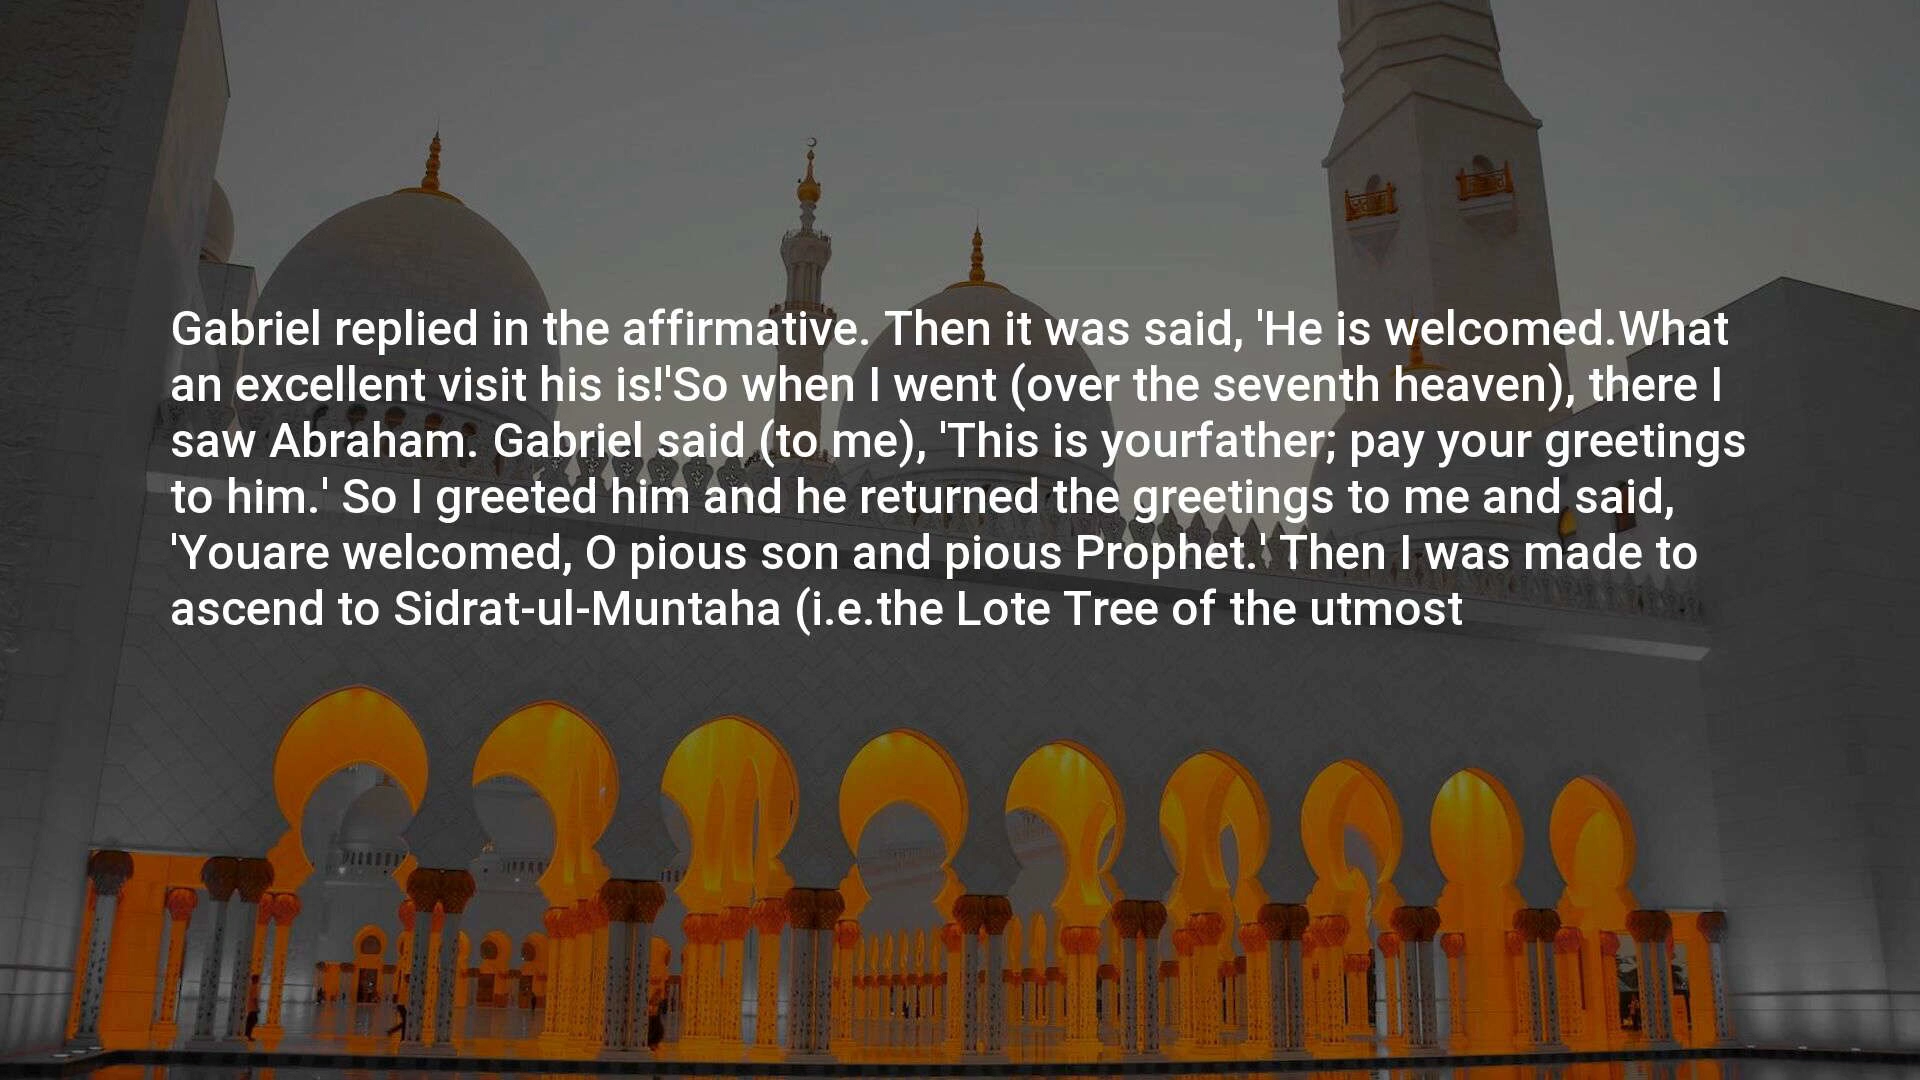 Gabriel replied in the affirmative. Then it was said, 'He is welcomed.What
an excellent visit his is!'So when I went (over the seventh heaven), there I
saw Abraham. Gabriel said (to me), 'This is yourfather; pay your greetings
to him.' So I greeted him and he returned the greetings to me and said,
'Youare welcomed, O pious son and pious Prophet.' Then I was made to
ascend to Sidrat-ul-Muntaha (i.e.the Lote Tree of the utmost